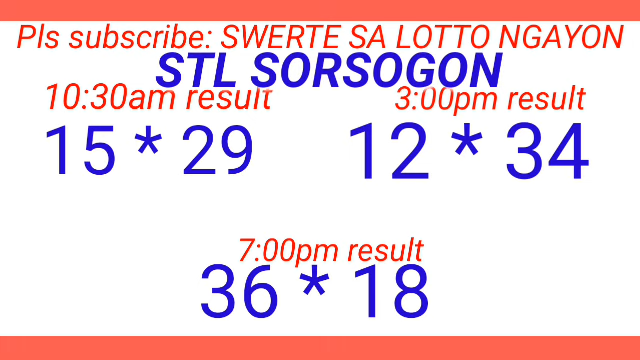 Pls subscribe: SWERTE SA LOTTO NGAYON
STL SORSOGON
10:30am result
3:00pm result
15 * 29
12 * 34
7:00pm result
36 * 18